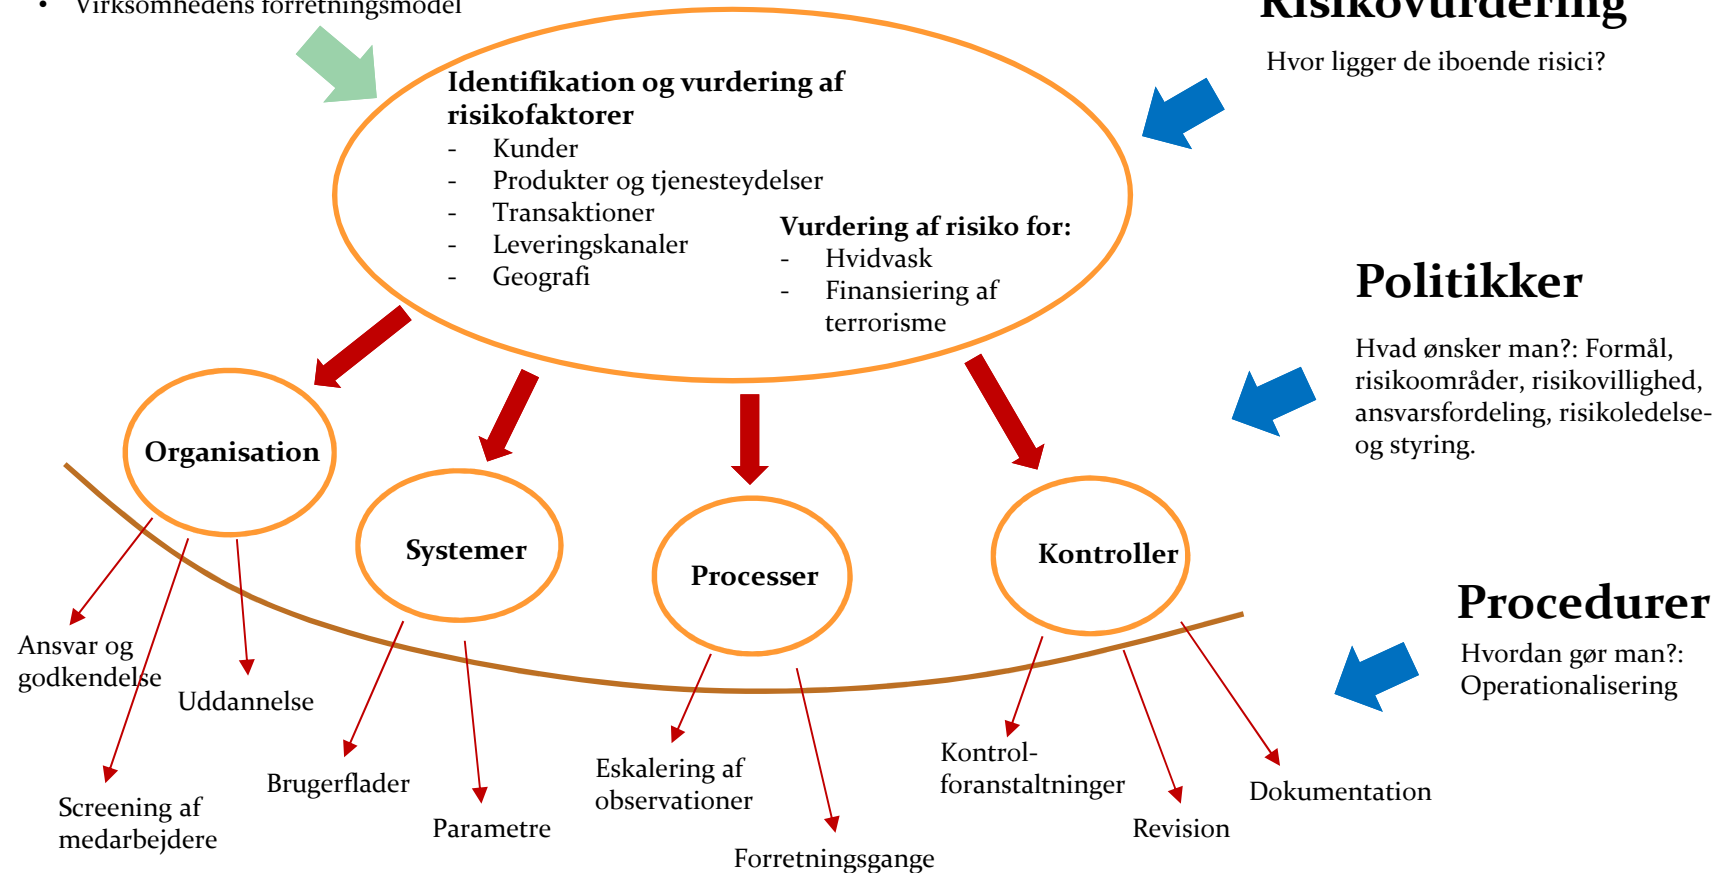 • Virksomhedens forretningsmodel
Risikovurdering
Hvor ligger de iboende risici?
Identifikation og vurdering af
risikofaktorer
- Kunder
- Produkter og tjenesteydelser
- Transaktioner
- Leveringskanaler
- Geografi
Vurdering af risiko for:
- Hvidvask
- Finansiering af
terrorisme
Politikker
Hvad ønsker man?: Formål,
risikoområder, risikovillighed,
ansvarsfordeling, risikoledelse-
og styring.
Organisation
Systemer
Processer
Kontroller
Procedurer
Hvordan gør man?:
Operationalisering
Ansvar og
godkendelse
Uddannelse
Screening af
medarbejdere
Brugerflader
Parametre
Eskalering af
observationer
Forretningsgange
Kontrol-
foranstaltninger
Revision
Dokumentation